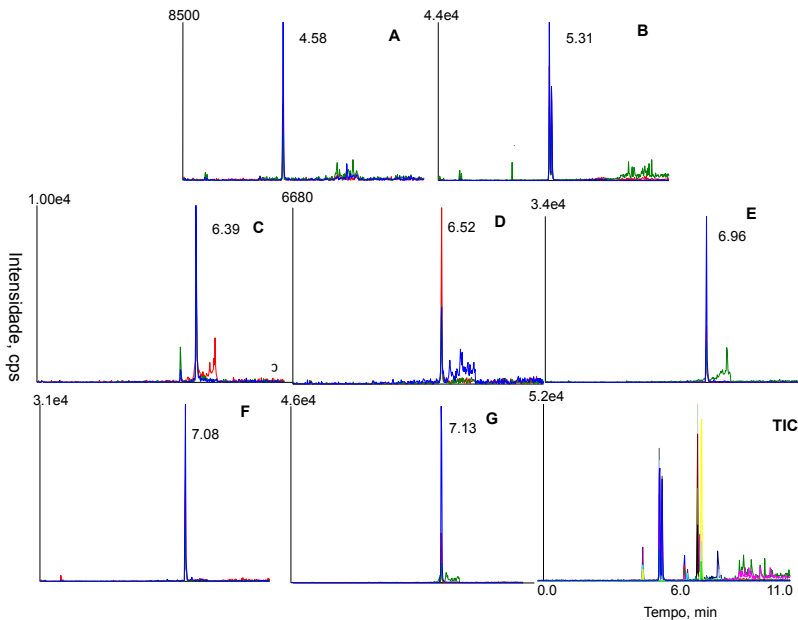 8500
4.58
A
4.4e4
5.31
B
1.00e4
6.39
C
6680
6.52
D
3.4e4
6.96
E
Intensidade, cps
3.1e4
7.08
F
4.6e4
7.13
G
5.2e4
TIC
0.0
6.0
11.0
Tempo, min